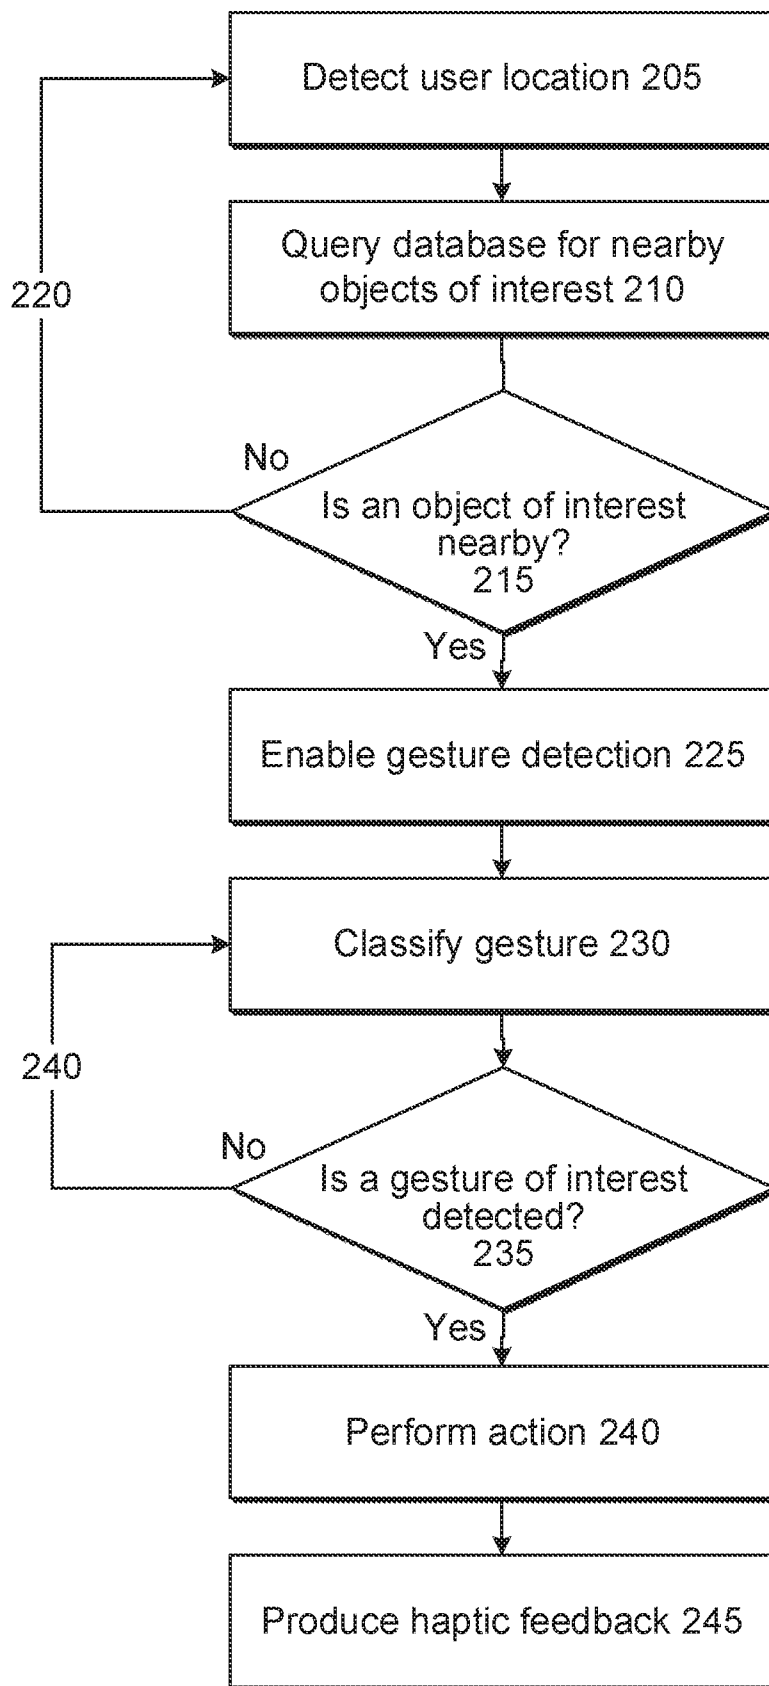 Detect user location 205
Query database for nearby
objects of interest 210
220
No
Is an object of interest
nearby?
215
Yes
Enable gesture detection 225
Classify gesture 230
240
No
Is a gesture of interest
detected?
235
Yes
Perform action 240
Produce haptic feedback 245